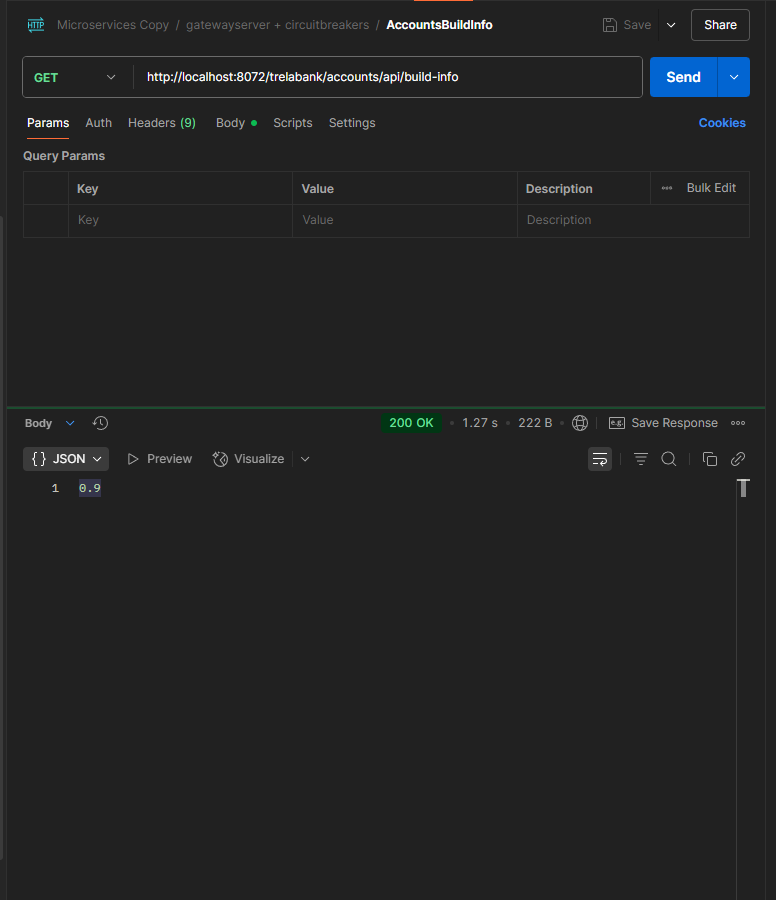 HTTP Microservices Copy / gatewayserver + circuitbreakers / AccountsBuildInfo Save Share
GET http://localhost:8072/trelabank/accounts/api/build-info Send
Params Auth Headers (9) Body Scripts Settings Cookies
Query Params
Key Value Description Bulk Edit
Key Value Description
Body 200 OK 1.27 s 222 B e.g. Save Response
{} JSON Preview Visualize
1 0.9